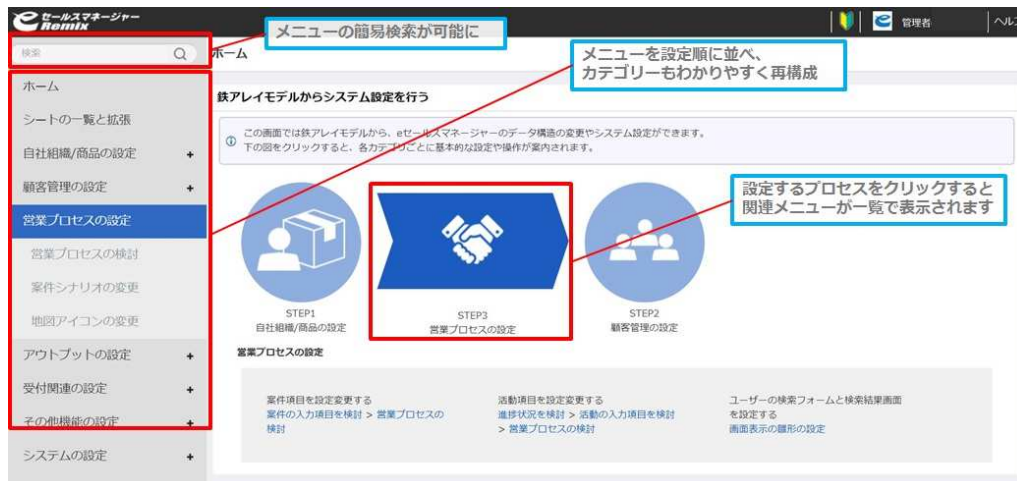 eセールスマネージャー
Remix
管理者
ヘル
検索
メニューの簡易検索が可能に
ホーム
メニューを設定順に並べ、
カテゴリーもわかりやすく再構成
ホーム
シートの一覧と拡張
自社組織/商品の設定 +
顧客管理の設定 +
営業プロセスの設定
営業プロセスの検討
案件シナリオの変更
地図アイコンの変更
アウトプットの設定 +
受付関連の設定 +
その他機能の設定 +
システムの設定 +
鉄アレイモデルからシステム設定を行う
この画面では鉄アレイモデルから、eセールスマネージャーのデータ構造の変更やシステム設定ができます。
下の図をクリックすると、各カテゴリごとに基本的な設定や操作が案内されます。
設定するプロセスをクリックすると
関連メニューが一覧で表示されます
STEP1
自社組織/商品の設定
STEP3
営業プロセスの設定
STEP2
顧客管理の設定
営業プロセスの設定
案件項目を設定変更する
案件の入力項目を検討 > 営業プロセスの
検討
活動項目を設定変更する
進捗状況を検討 > 活動の入力項目を検討
> 営業プロセスの検討
ユーザーの検索フォームと検索結果画面
を設定する
画面表示の雛形の設定